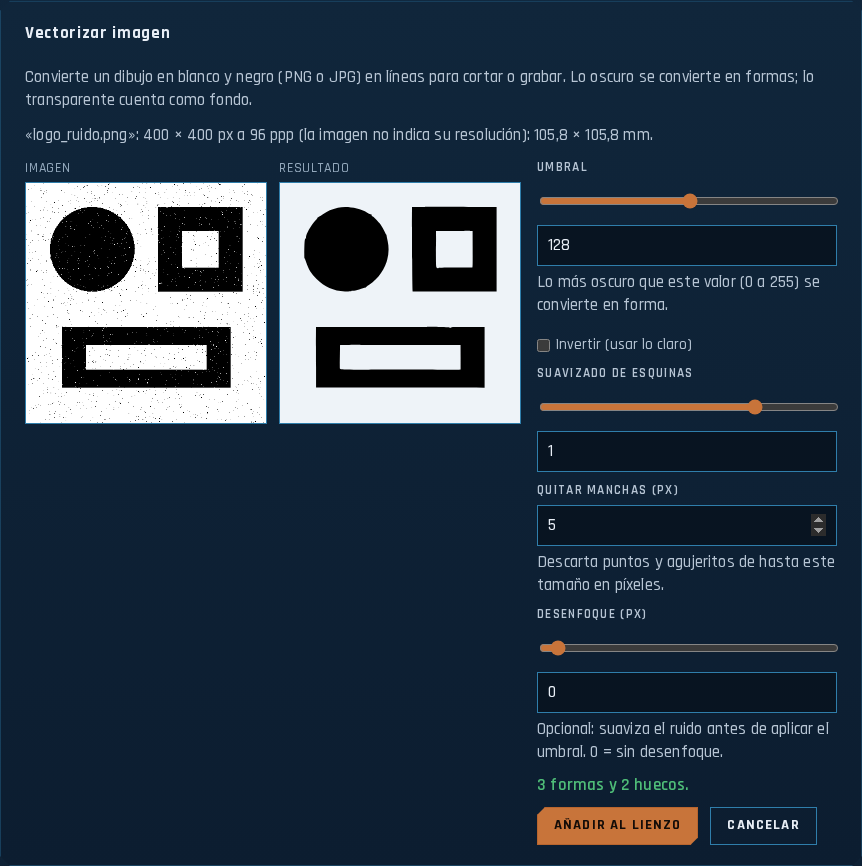 Vectorizar imagen
Convierte un dibujo en blanco y negro (PNG o JPG) en líneas para cortar o grabar. Lo oscuro se convierte en formas; lo
transparente cuenta como fondo.
«logo_ruido.png»: 400 × 400 px a 96 ppp (la imagen no indica su resolución): 105,8 × 105,8 mm.
IMAGEN
RESULTADO
UMBRAL
128
Lo más oscuro que este valor (0 a 255) se
convierte en forma.
Invertir (usar lo claro)
SUAVIZADO DE ESQUINAS
1
QUITAR MANCHAS (PX)
5
Descarta puntos y agujeritos de hasta este
tamaño en píxeles.
DESENFOQUE (PX)
0
Opcional: suaviza el ruido antes de aplicar el
umbral. 0 = sin desenfoque.
3 formas y 2 huecos.
AÑADIR AL LIENZO
CANCELAR